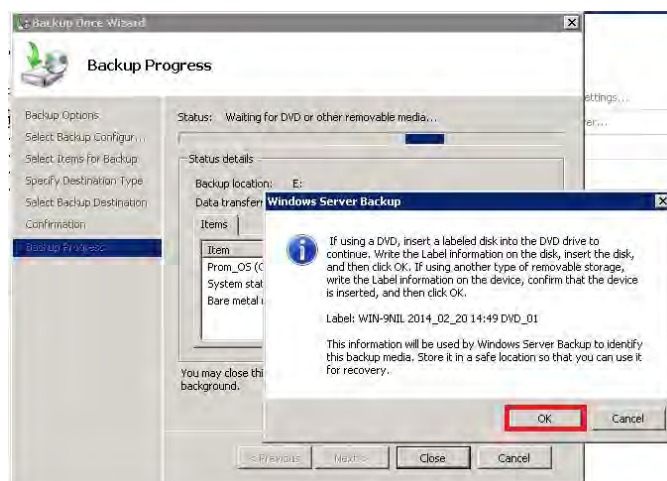 Backup Once Wizard
Backup Progress
Backup Options
Select Backup Configur...
Select Items for Backup
Specify Destination Type
Select Backup Destination
Confirmation
Backup Progress
Status: Waiting for DVD or other removable media...
Status details
Backup location: E:
Data transferr
Items
Item
Prom_OS (C
System stat
Bare metal
You may close thi
background.
< Previous
Next >
Close
Cancel
Windows Server Backup
If using a DVD, insert a labeled disk into the DVD drive to
continue. Write the Label information on the disk, insert the disk,
and then click OK. If using another type of removable storage,
write the Label information on the device, confirm that the device
is inserted, and then click OK.
Label: WIN-9NIL 2014_02_20 14:49 DVD_01
This information will be used by Windows Server Backup to identify
this backup media. Store it in a safe location so that you can use it
for recovery.
OK
Cancel
ettings...
er...